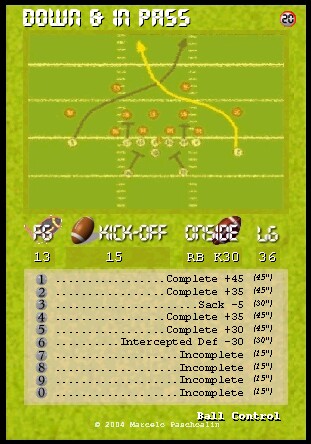 DOWN & IN PASS
2+
FG KICK-OFF ONSIDE LG
13 15 RB K30 36
1 ..................Complete +45 (45")
2 ..................Complete +35 (45")
3 .......................Sack -5 (30")
4 ..................Complete +35 (45")
5 ..................Complete +30 (45")
6 ...........Intercepted Def -30 (30")
7 ....................Incomplete (15")
8 ....................Incomplete (15")
9 ....................Incomplete (15")
0 ....................Incomplete (15")
Ball Control
© 2004 Marcelo Paschoalin